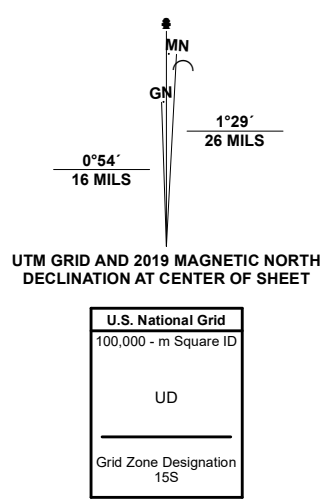 MN
GN
1°29´
26 MILS
0°54´
16 MILS
UTM GRID AND 2019 MAGNETIC NORTH
DECLINATION AT CENTER OF SHEET
U.S. National Grid
100,000 - m Square ID
UD
Grid Zone Designation
15S